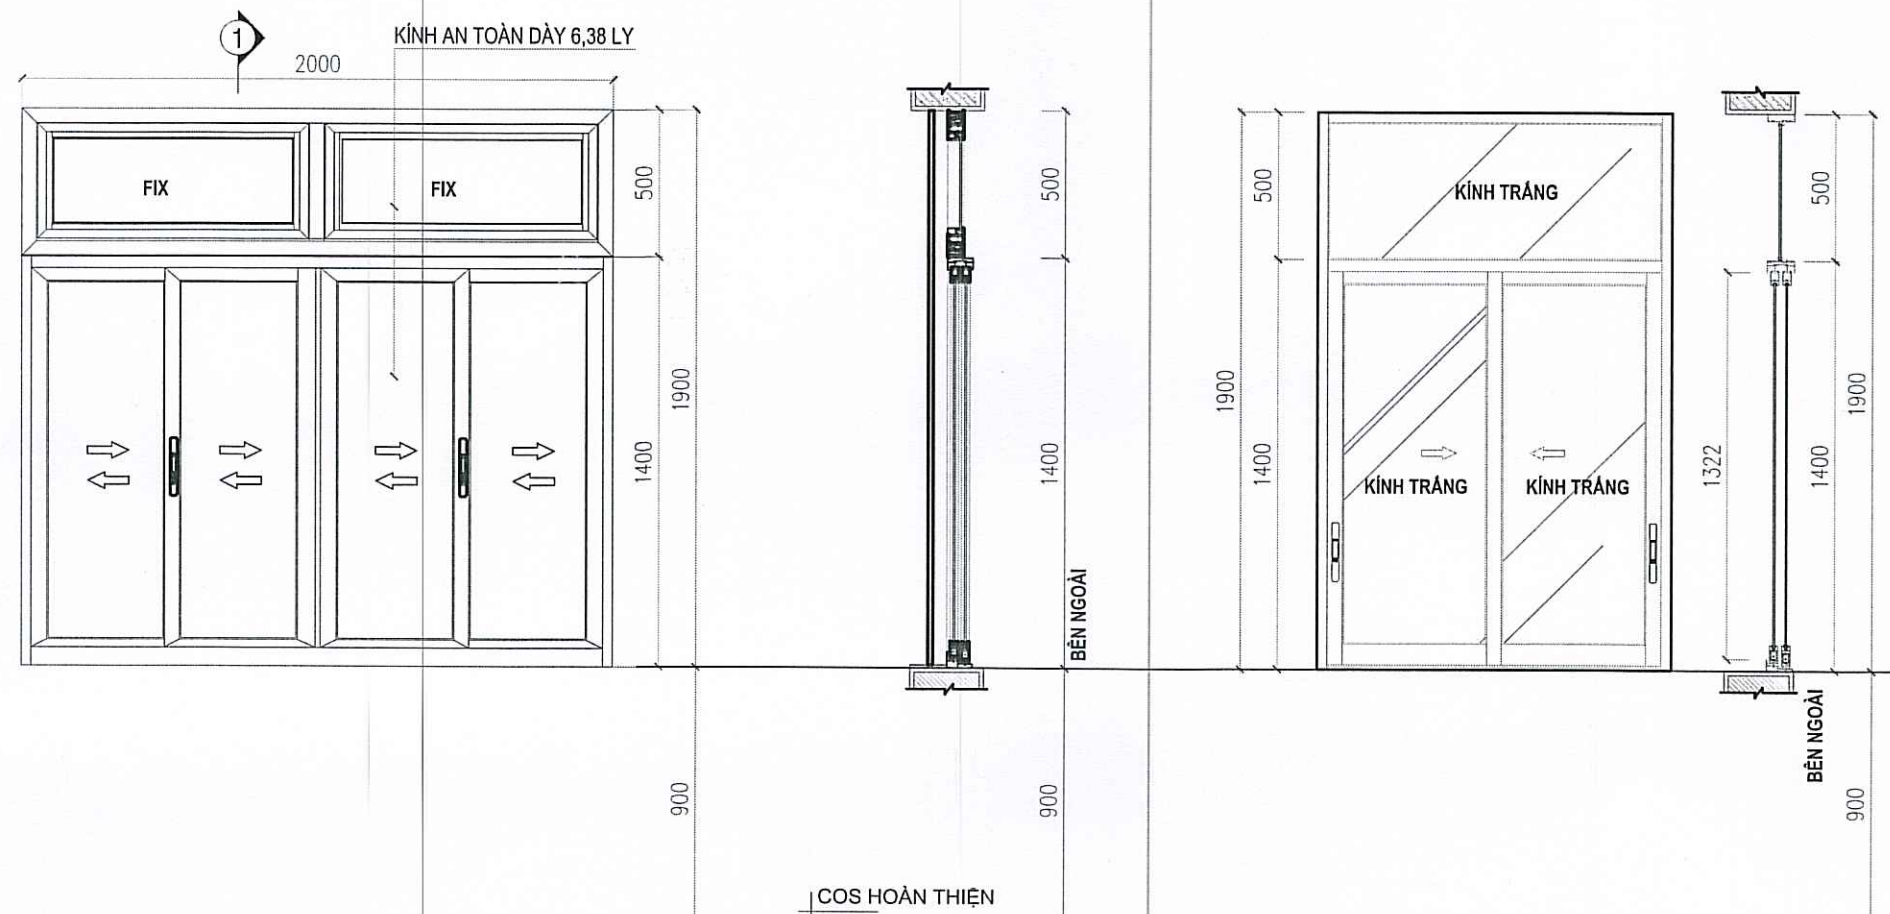 1
KÍNH AN TOÀN DÀY 6,38 LY
2000
FIX
FIX
500
1900
1400
900
500
1400
BÊN NGOÀI
900
COS HOÀN THIỆN
500
1900
1400
KÍNH TRẮNG
KÍNH TRẮNG
KÍNH TRẮNG
1322
500
1900
1400
BÊN NGOÀI
900